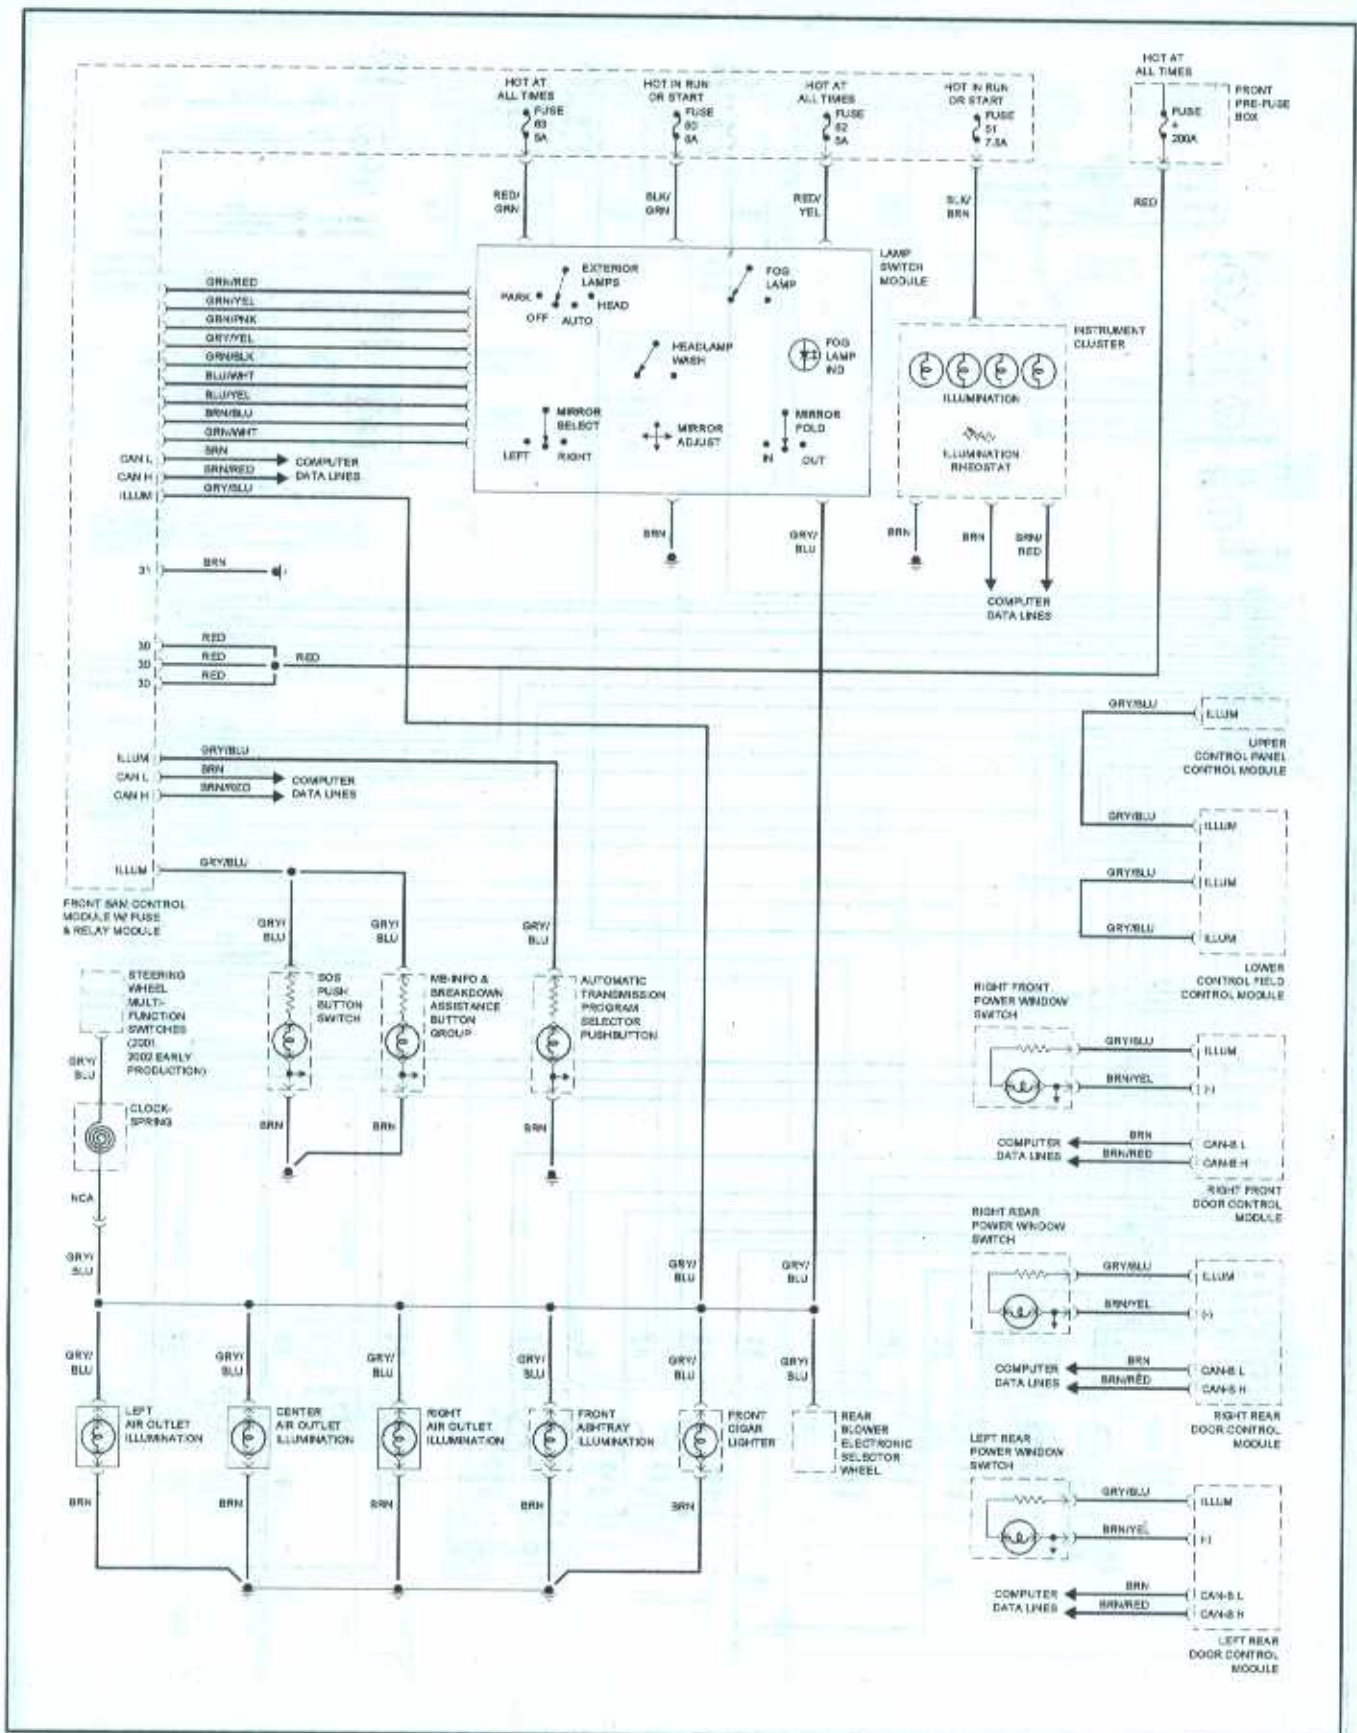 HOT AT
ALL TIMES
FUSE
63
5A
HOT IN RUN
OR START
FUSE
60
HOT AT
ALL TIMES
FUSE
62
5A
HOT IN RUN
OR START
FUSE
51
7.5A
HOT AT
ALL TIMES
FUSE
4
200A
FRONT
PRE-FUSE
BOX
RED/
GRN
BLK/
GRN
RED/
YEL
BLK/
BRN
RED
LAMP
SWITCH
MODULE
EXTERIOR
LAMPS
PARK
OFF
AUTO
HEAD
FOG
LAMP
HEADLAMP
WASH
FOG
LAMP
IND
MIRROR
SELECT
LEFT
RIGHT
MIRROR
ADJUST
MIRROR
FOLD
IN
OUT
INSTRUMENT
CLUSTER
ILLUMINATION
ILLUMINATION
RHEOSTAT
GRN/RED
GRN/YEL
GRN/PNK
GRY/YEL
GRN/BLK
BLU/WHT
BLU/YEL
BRN/BLU
GRN/WHT
CAN L
BRN
CAN H
BRN/RED
COMPUTER
DATA LINES
ILLUM
GRY/BLU
BRN
GRY/
BLU
BRN
BRN
BRN/
RED
COMPUTER
DATA LINES
31
BRN
30
RED
30
RED
30
RED
RED
ILLUM
GRY/BLU
CAN L
BRN
CAN H
BRN/RED
COMPUTER
DATA LINES
ILLUM
GRY/BLU
FRONT SAM CONTROL
MODULE W/ FUSE
& RELAY MODULE
GRY/
BLU
GRY/
BLU
GRY/
BLU
STEERING
WHEEL
MULTI-
FUNCTION
SWITCHES
(2001
2002 EARLY
PRODUCTION)
SOS
PUSH
BUTTON
SWITCH
MB-INFO &
BREAKDOWN
ASSISTANCE
BUTTON
GROUP
AUTOMATIC
TRANSMISSION
PROGRAM
SELECTOR
PUSHBUTTON
GRY/
BLU
CLOCK-
SPRING
BRN
BRN
BRN
NCA
GRY/
BLU
GRY/
BLU
GRY/
BLU
GRY/
BLU
GRY/
BLU
GRY/
BLU
GRY/
BLU
GRY/
BLU
GRY/
BLU
LEFT
AIR OUTLET
ILLUMINATION
CENTER
AIR OUTLET
ILLUMINATION
RIGHT
AIR OUTLET
ILLUMINATION
FRONT
ASHTRAY
ILLUMINATION
FRONT
CIGAR
LIGHTER
REAR
BLOWER
ELECTRONIC
SELECTOR
WHEEL
BRN
BRN
BRN
BRN
BRN
GRY/BLU
ILLUM
UPPER
CONTROL PANEL
CONTROL MODULE
GRY/BLU
ILLUM
GRY/BLU
ILLUM
GRY/BLU
ILLUM
LOWER
CONTROL FIELD
CONTROL MODULE
RIGHT FRONT
POWER WINDOW
SWITCH
GRY/BLU
ILLUM
BRN/YEL
(-)
COMPUTER
DATA LINES
BRN
CAN-B L
BRN/RED
CAN-B H
RIGHT FRONT
DOOR CONTROL
MODULE
RIGHT REAR
POWER WINDOW
SWITCH
GRY/BLU
ILLUM
BRN/YEL
(-)
COMPUTER
DATA LINES
BRN
CAN-B L
BRN/RED
CAN-B H
RIGHT REAR
DOOR CONTROL
MODULE
LEFT REAR
POWER WINDOW
SWITCH
GRY/BLU
ILLUM
BRN/YEL
(-)
COMPUTER
DATA LINES
BRN
CAN-B L
BRN/RED
CAN-B H
LEFT REAR
DOOR CONTROL
MODULE